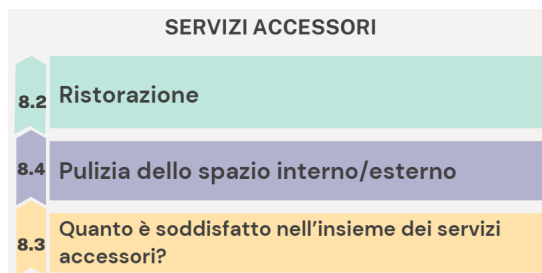 SERVIZI ACCESSORI
8.2 Ristorazione
8.4 Pulizia dello spazio interno/esterno
8.3 Quanto è soddisfatto nell'insieme dei servizi
accessori?